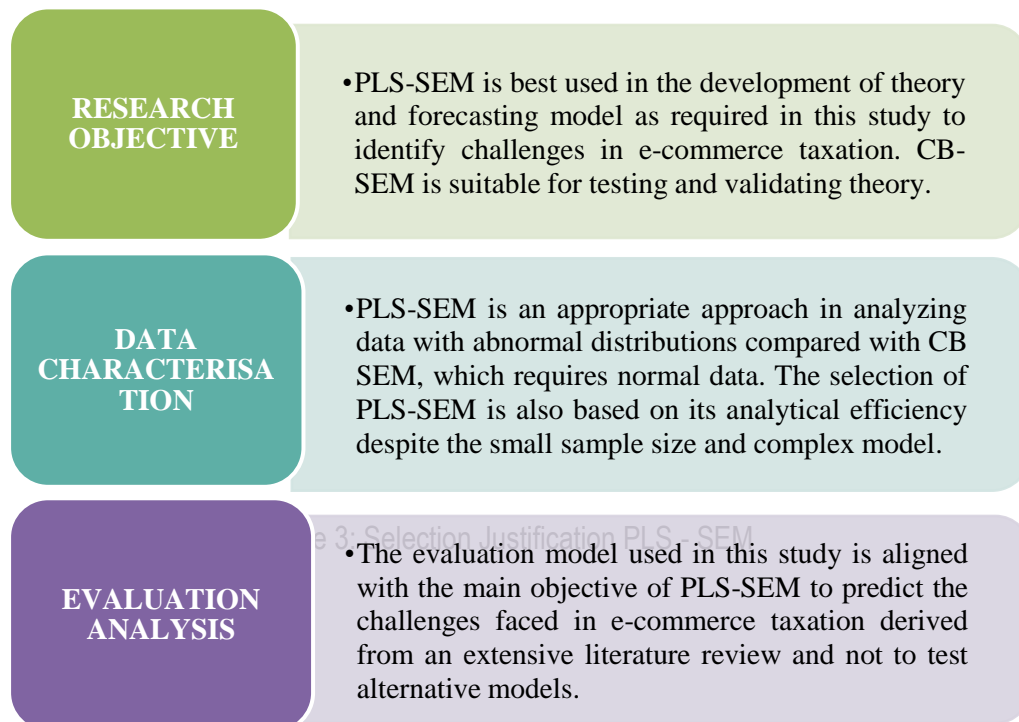 RESEARCH
OBJECTIVE
•PLS-SEM is best used in the development of theory
and forecasting model as required in this study to
identify challenges in e-commerce taxation. CB-
SEM is suitable for testing and validating theory.
DATA
CHARACTERISA
TION
•PLS-SEM is an appropriate approach in analyzing
data with abnormal distributions compared with CB
SEM, which requires normal data. The selection of
PLS-SEM is also based on its analytical efficiency
despite the small sample size and complex model.
e 3: Selection Justification PLS - SEM
EVALUATION
ANALYSIS
•The evaluation model used in this study is aligned
with the main objective of PLS-SEM to predict the
challenges faced in e-commerce taxation derived
from an extensive literature review and not to test
alternative models.